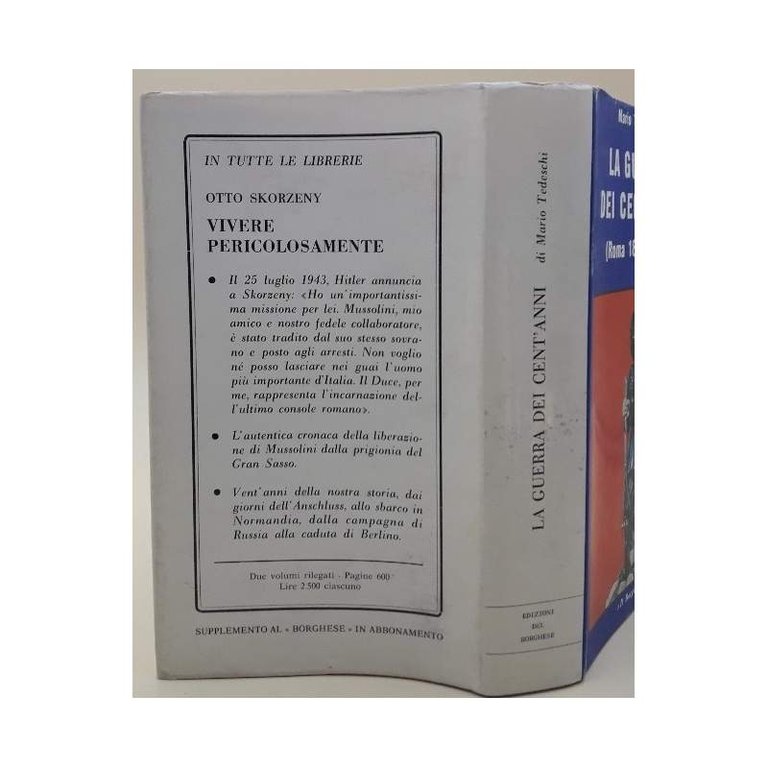 IN TUTTE LE LIBRERIE
OTTO SKORZENY
VIVERE
PERICOLOSAMENTE
● Il 25 luglio 1943, Hitler annuncia
a Skorzeny: «Ho un'importantissi-
ma missione per lei. Mussolini, mio
amico e nostro fedele collaboratore,
è stato tradito dal suo stesso sovra-
no e posto agli arresti. Non voglio
né posso lasciare nei guai l'uomo
più importante d'Italia. Il Duce, per
me, rappresenta l'incarnazione del-
l'ultimo console romano».
● L'autentica cronaca della liberazio-
ne di Mussolini dalla prigionia del
Gran Sasso.
● Vent'anni della nostra storia, dai
giorni dell'Anschluss, allo sbarco in
Normandia, dalla campagna di
Russia alla caduta di Berlino.
Due volumi rilegati - Pagine 600
Lire 2.500 ciascuno
SUPPLEMENTO AL « BORGHESE » IN ABBONAMENTO
LA GUERRA DEI CENT'ANNI
di Mario Tedeschi
EDIZIONI
DEL
BORGHESE
Mario
LA GU
DEI CE
(Roma 18